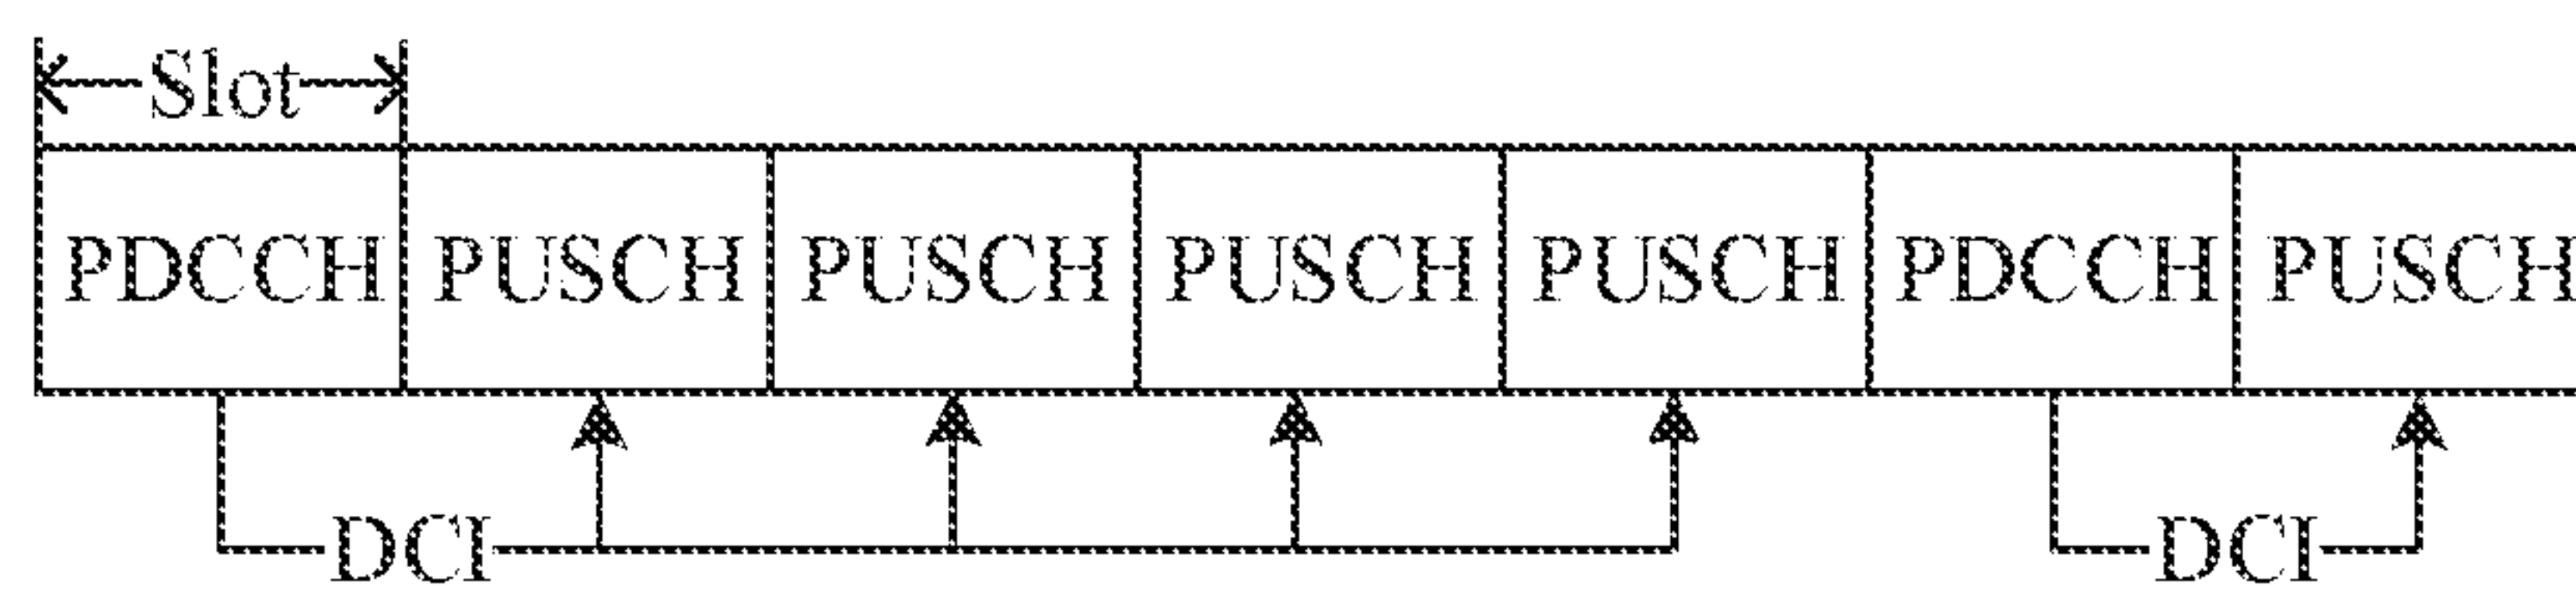 Slot
PDCCH PUSCH PUSCH PUSCH PUSCH PDCCH PUSCH
DCI DCI